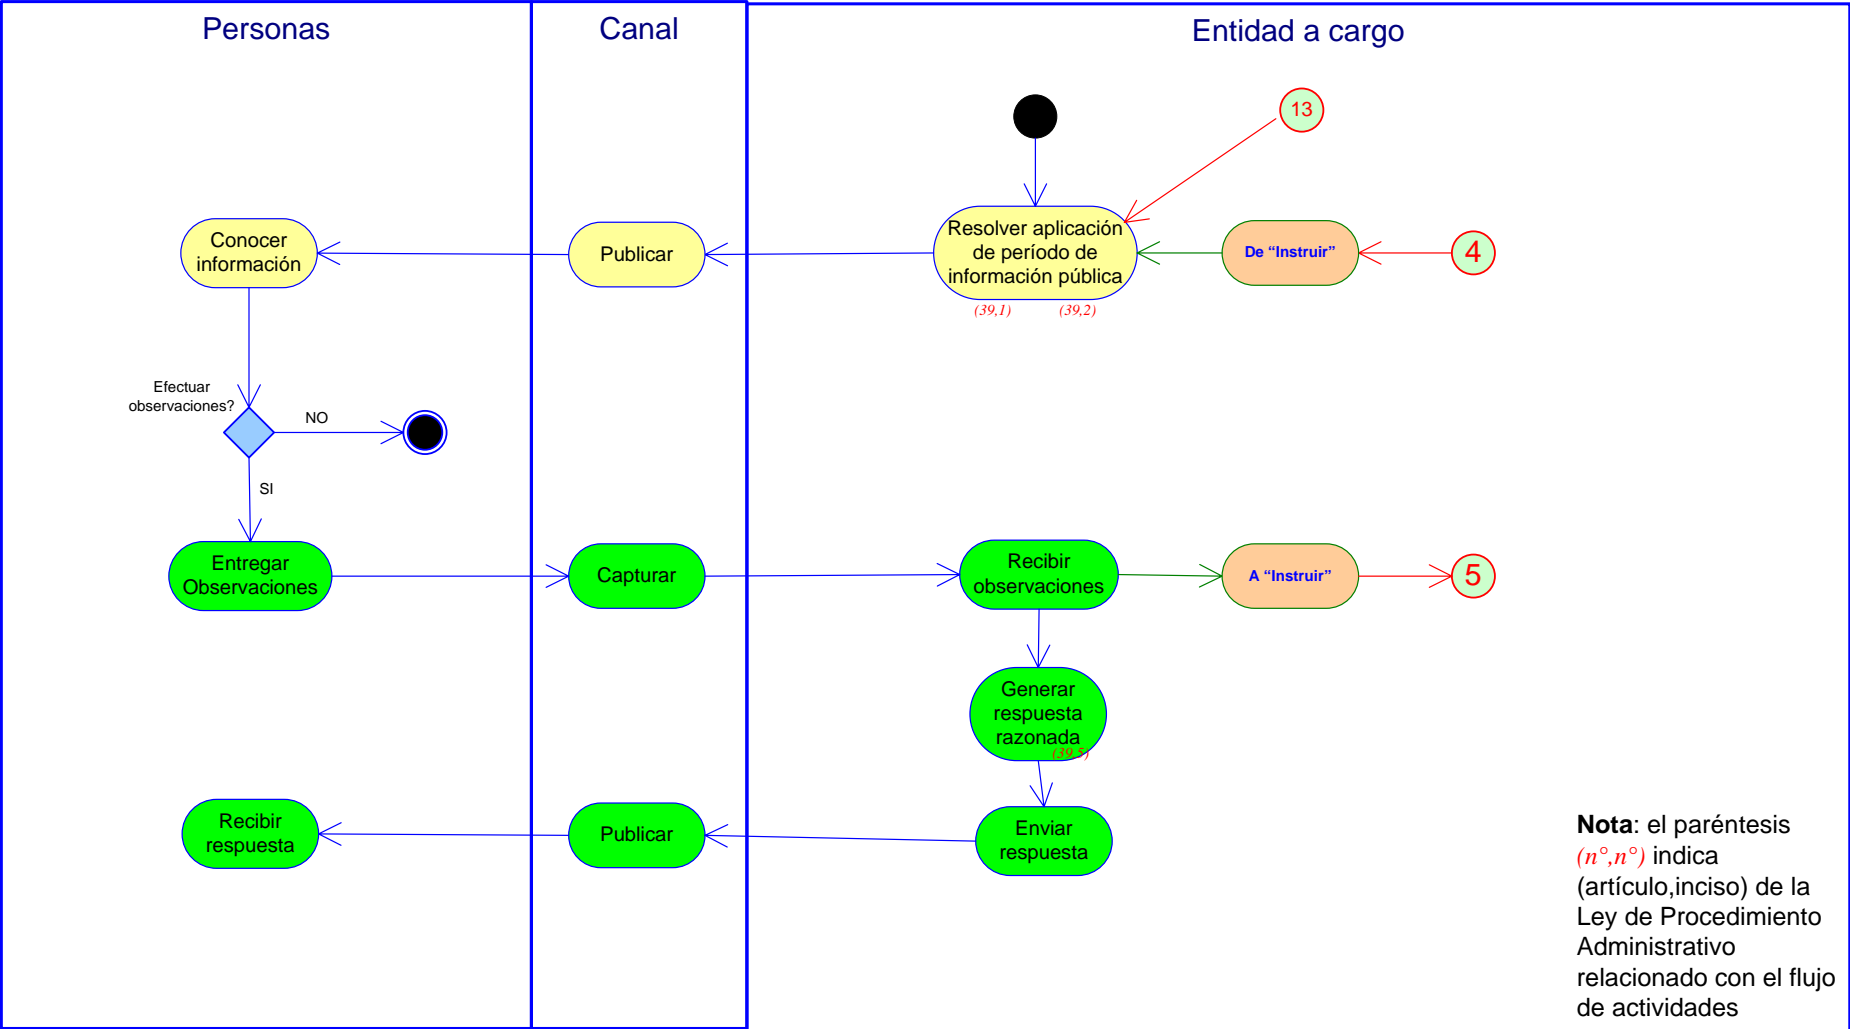 Personas
Canal
Entidad a cargo
13
Resolver aplicación
de período de
información pública
(39,1) (39,2)
De “Instruir”
4
Publicar
Conocer
información
Efectuar
observaciones?
NO
SI
Entregar
Observaciones
Capturar
Recibir
observaciones
A “Instruir”
5
Generar
respuesta
razonada
(39,5)
Enviar
respuesta
Publicar
Recibir
respuesta
Nota: el paréntesis
(n°,n°) indica
(artículo,inciso) de la
Ley de Procedimiento
Administrativo
relacionado con el flujo
de actividades